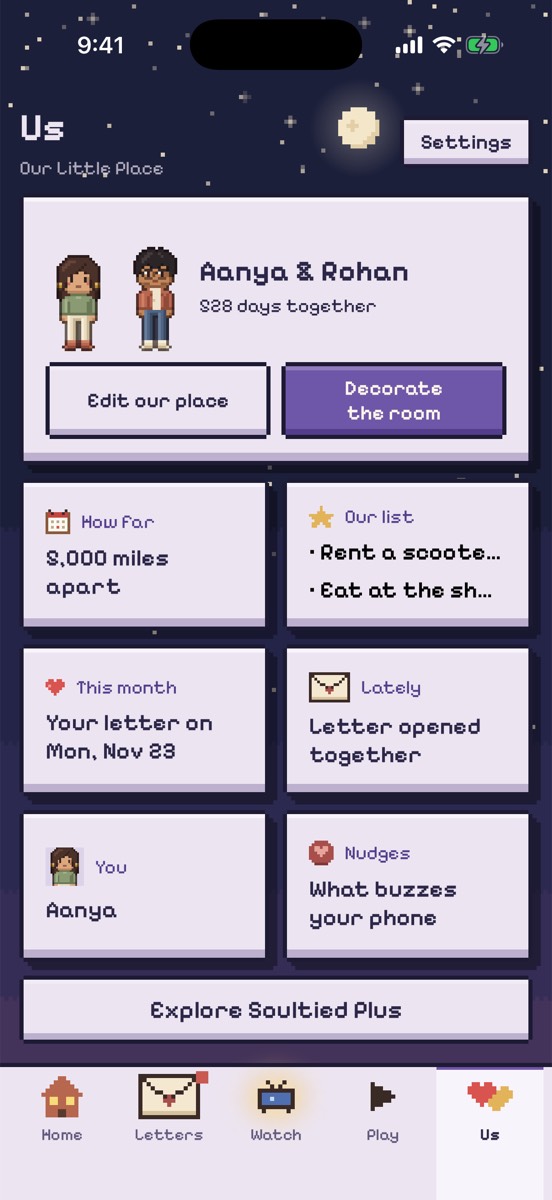 9:41
Us
Our Little Place
Settings
Aanya & Rohan
828 days together
Edit our place
Decorate
the room
How far
8,000 miles
apart
Our list
· Rent a scoote...
· Eat at the sh...
This month
Your letter on
Mon, Nov 23
Lately
Letter opened
together
You
Aanya
Nudges
What buzzes
your phone
Explore Soultied Plus
Home
Letters
Watch
Play
Us